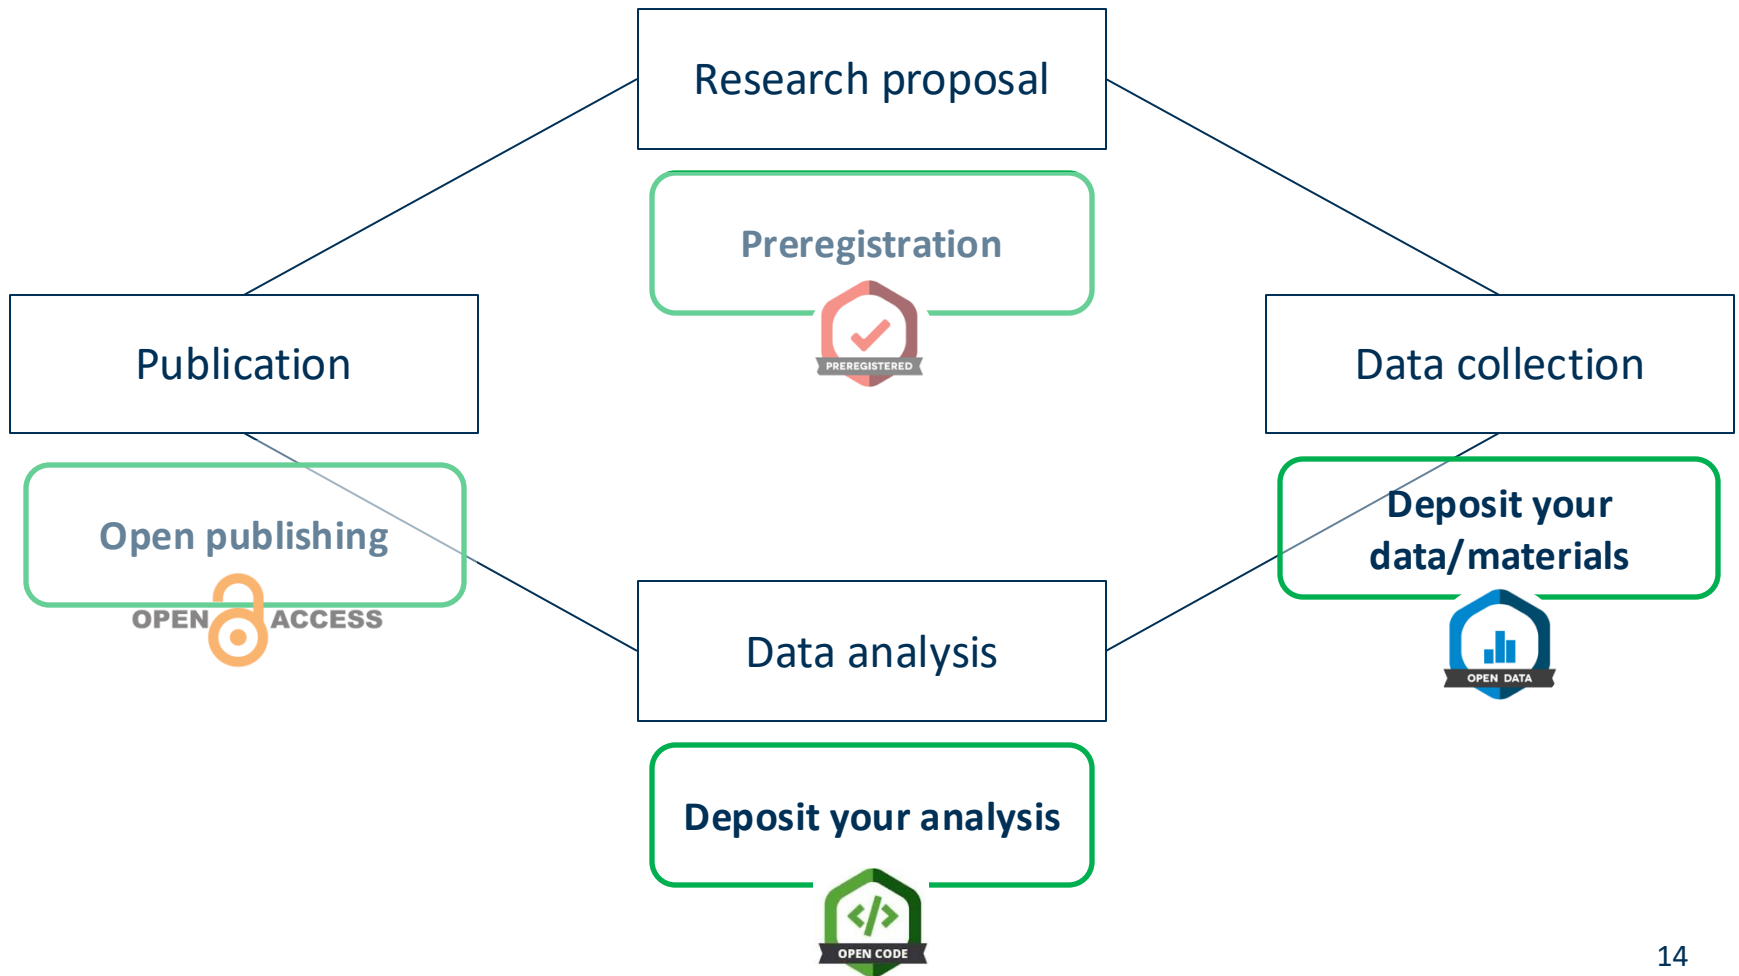 Research proposal
Preregistration
PREREGISTERED
Publication
Data collection
Open publishing
OPEN ACCESS
Deposit your
data/materials
OPEN DATA
Data analysis
Deposit your analysis
</>
OPEN CODE
14